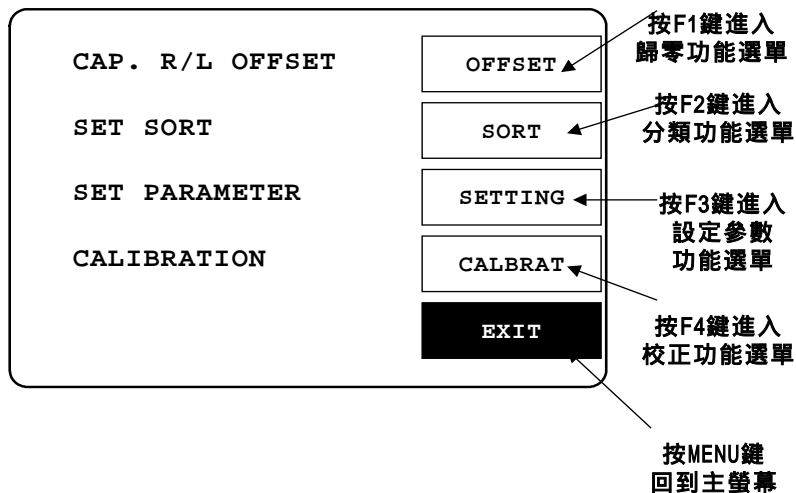 CAP. R/L OFFSET
OFFSET
按F1鍵進入
歸零功能選單
SET SORT
SORT
按F2鍵進入
分類功能選單
SET PARAMETER
SETTING
按F3鍵進入
設定參數
功能選單
CALIBRATION
CALBRAT
按F4鍵進入
校正功能選單
EXIT
按MENU鍵
回到主螢幕